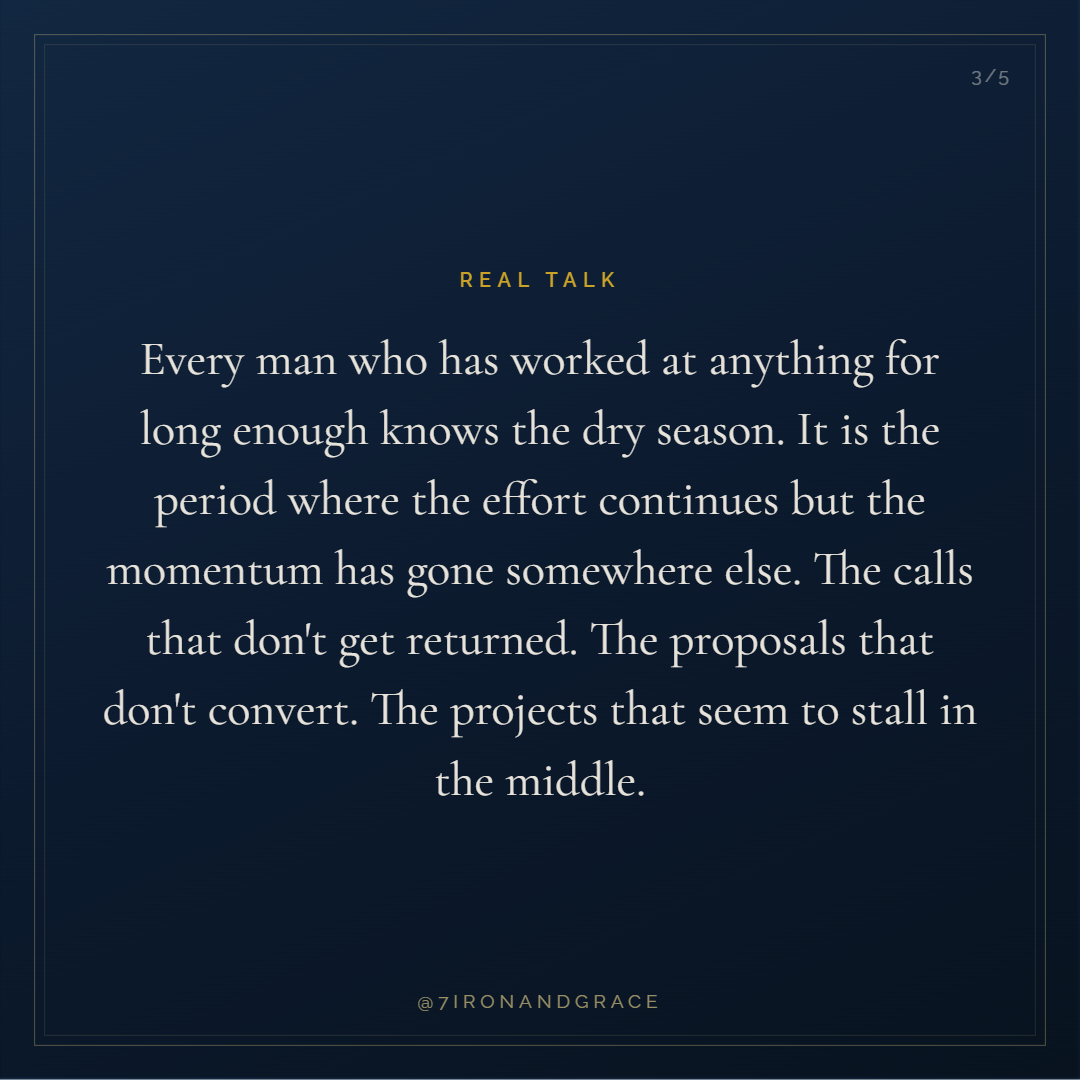 3/5
REAL TALK
Every man who has worked at anything for
long enough knows the dry season. It is the
period where the effort continues but the
momentum has gone somewhere else. The calls
that don't get returned. The proposals that
don't convert. The projects that seem to stall in
the middle.
@7IRONANDGRACE